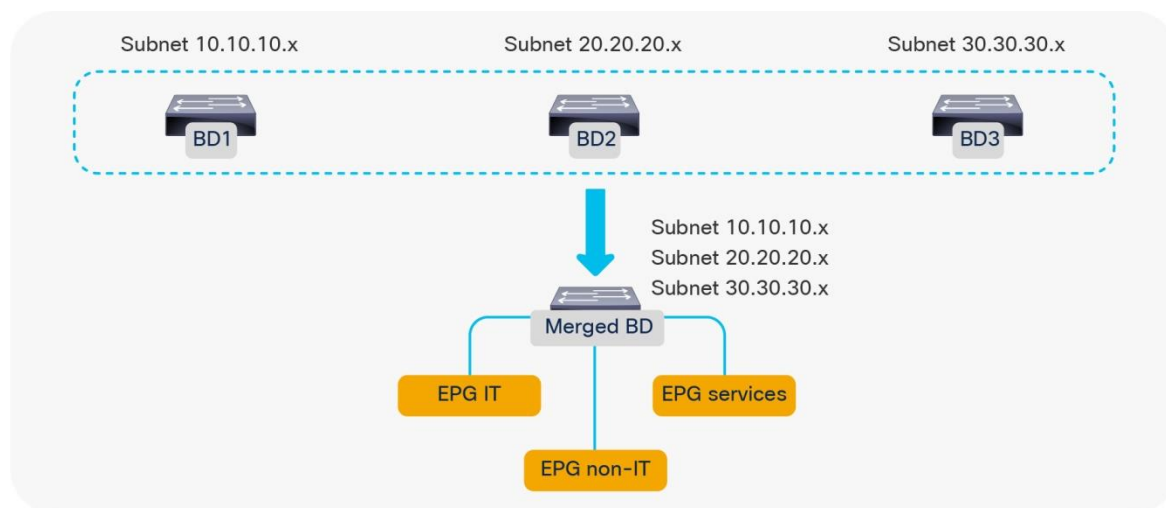 Subnet 10.10.10.x
Subnet 20.20.20.x
Subnet 30.30.30.x
BD1
BD2
BD3
Subnet 10.10.10.x
Subnet 20.20.20.x
Subnet 30.30.30.x
Merged BD
EPG IT
EPG services
EPG non-IT